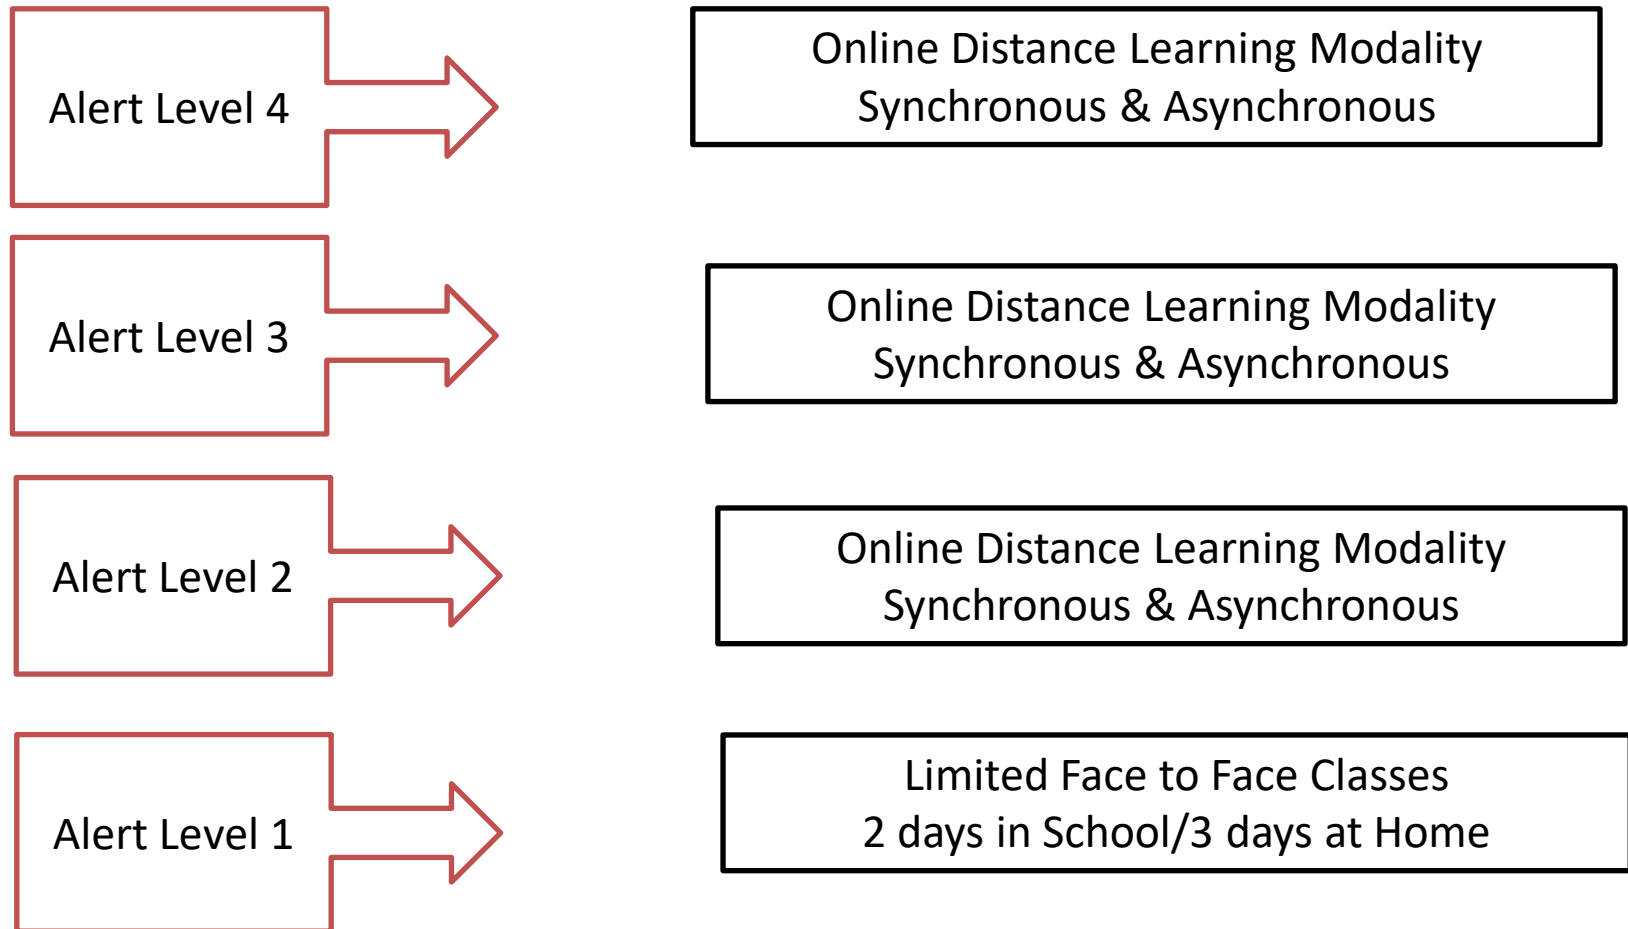 Alert Level 4
Online Distance Learning Modality
Synchronous & Asynchronous
Alert Level 3
Online Distance Learning Modality
Synchronous & Asynchronous
Alert Level 2
Online Distance Learning Modality
Synchronous & Asynchronous
Alert Level 1
Limited Face to Face Classes
2 days in School/3 days at Home